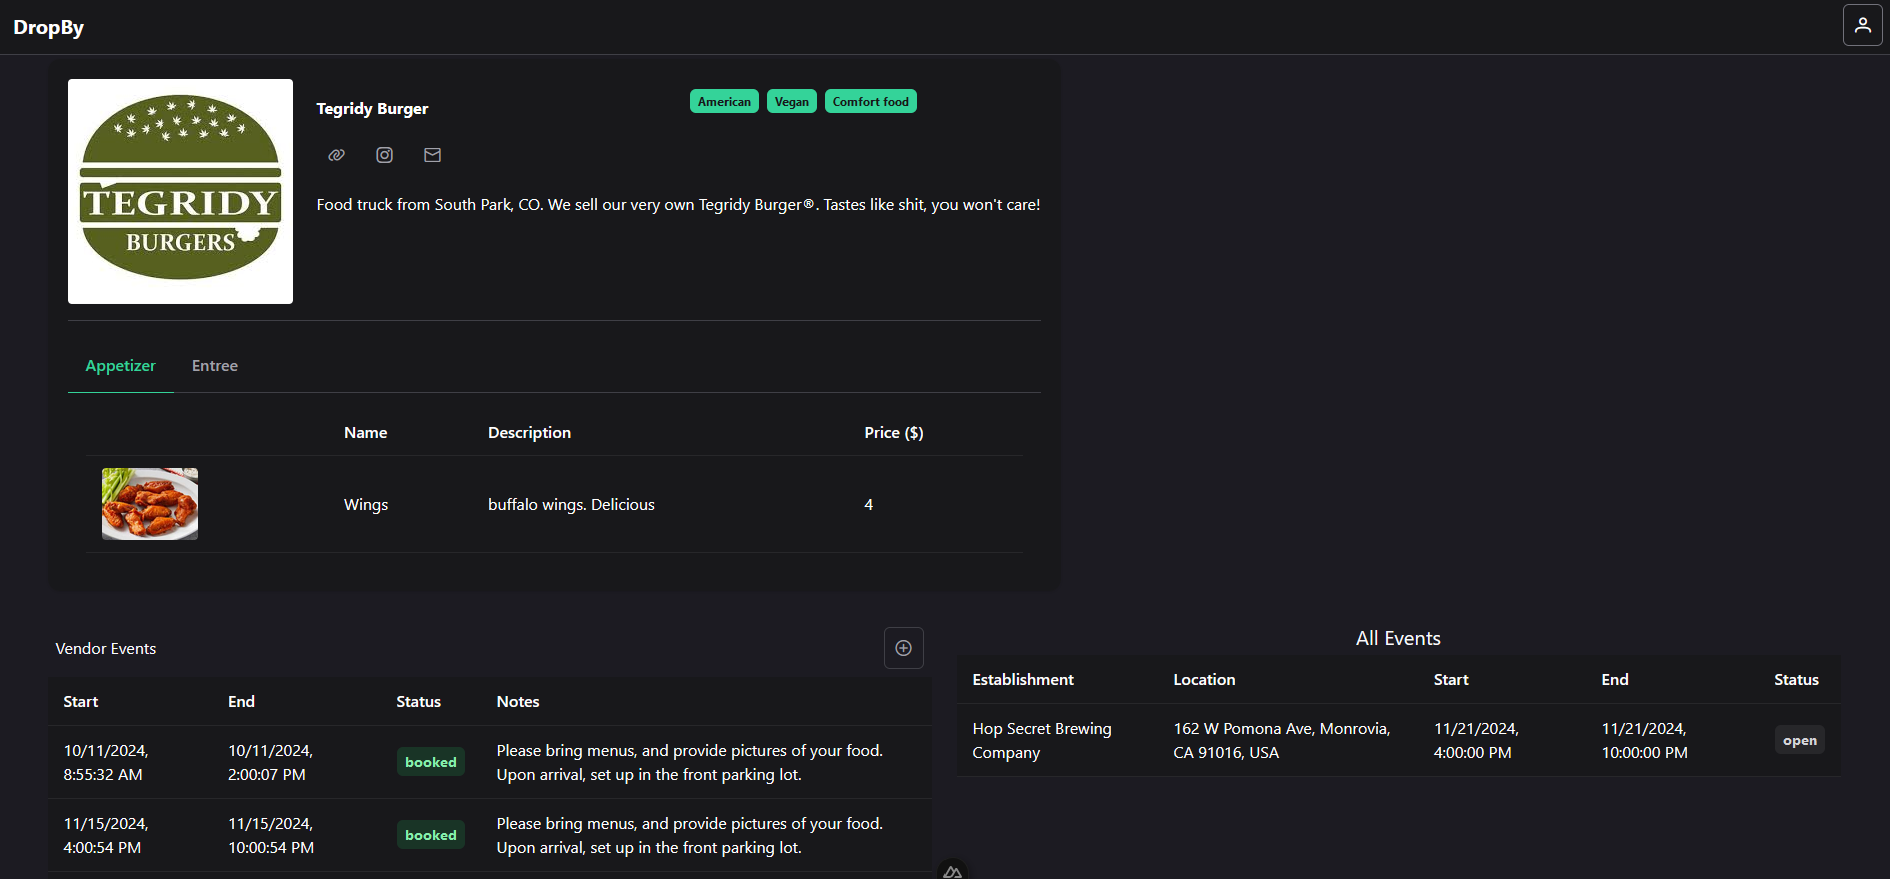 DropBy
TEGRIDY
BURGERS
Tegridy Burger
American Vegan Comfort food
Food truck from South Park, CO. We sell our very own Tegridy Burger®. Tastes like shit, you won't care!
Appetizer Entree
Name Description Price ($)
Wings buffalo wings. Delicious 4
Vendor Events
Start End Status Notes
10/11/2024, 10/11/2024, booked Please bring menus, and provide pictures of your food.
8:55:32 AM 2:00:07 PM Upon arrival, set up in the front parking lot.
11/15/2024, 11/15/2024, booked Please bring menus, and provide pictures of your food.
4:00:54 PM 10:00:54 PM Upon arrival, set up in the front parking lot.
All Events
Establishment Location Start End Status
Hop Secret Brewing 162 W Pomona Ave, Monrovia, 11/21/2024, 11/21/2024, open
Company CA 91016, USA 4:00:00 PM 10:00:00 PM